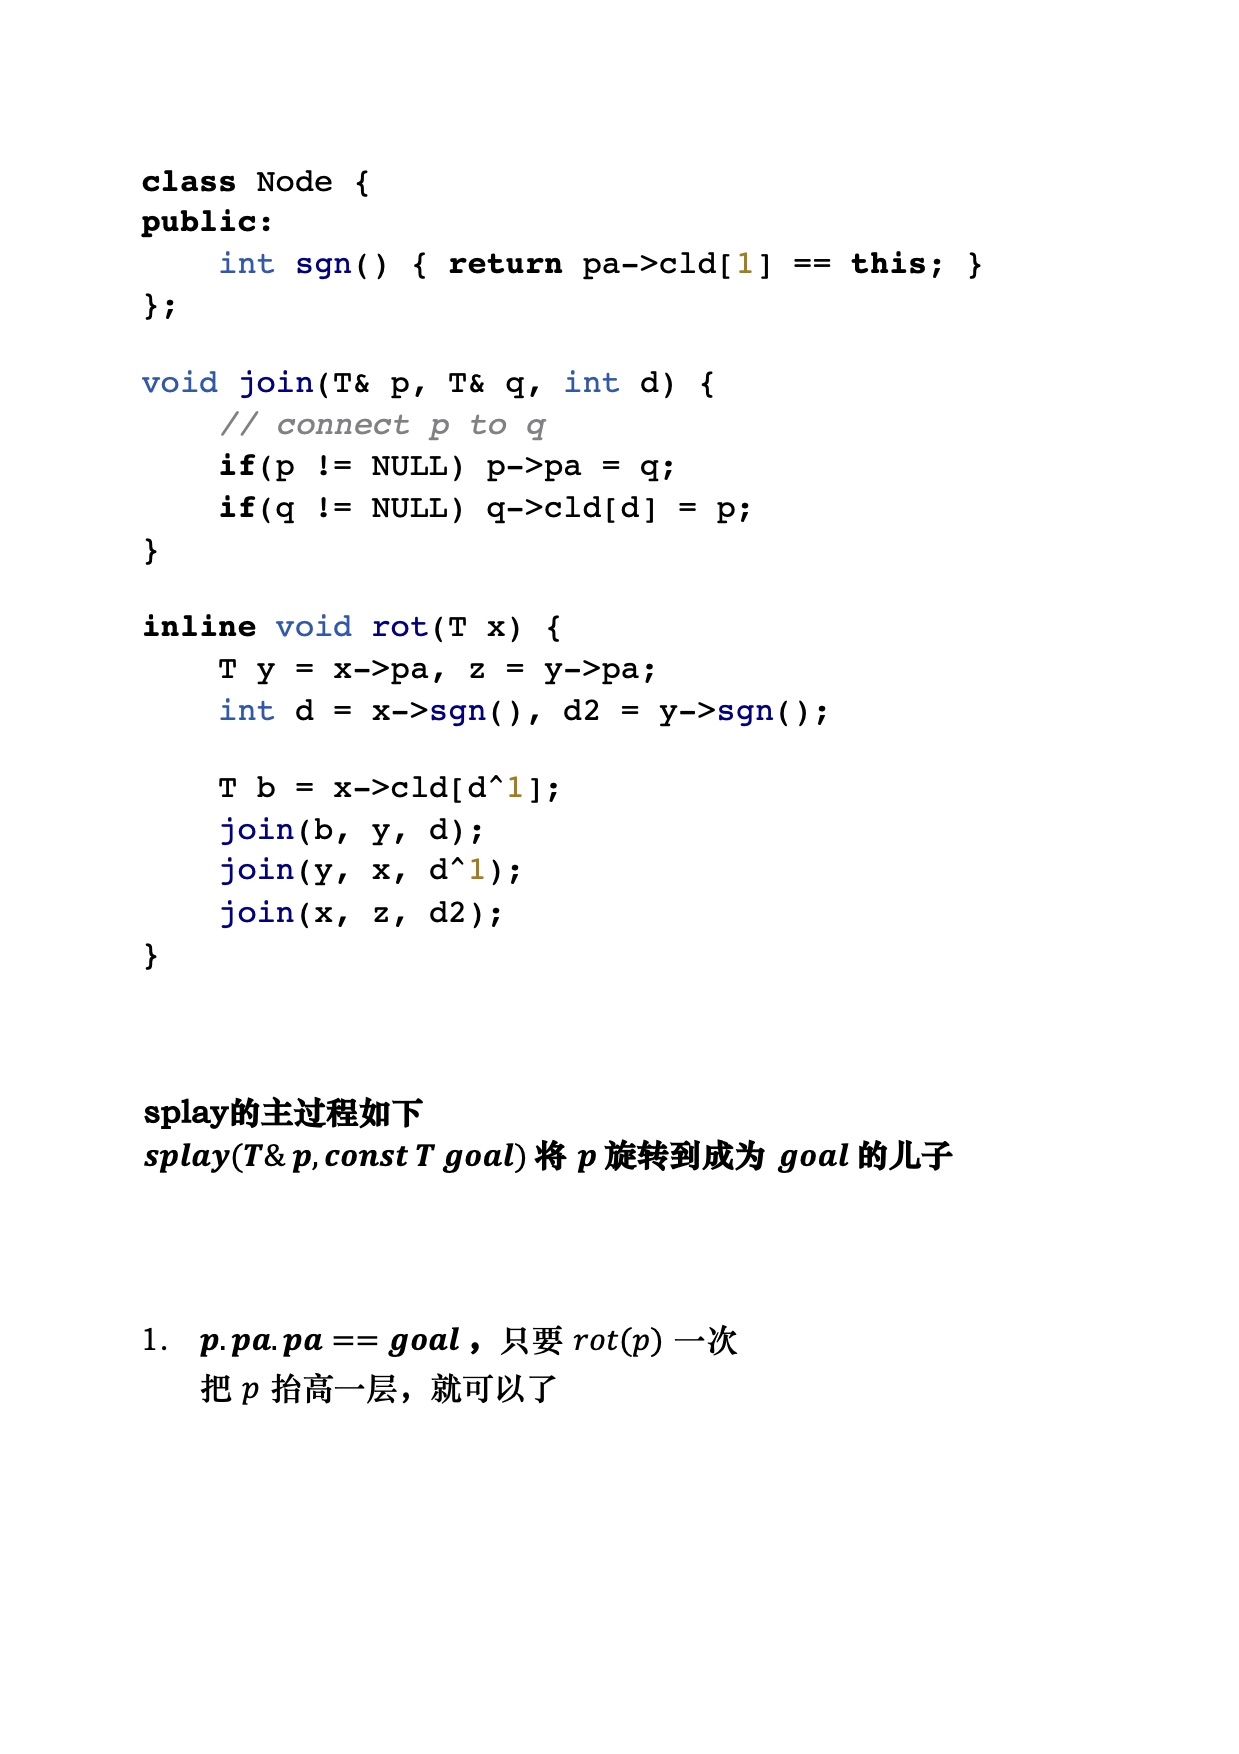 class Node {
public:
    int sgn() { return pa->cld[1] == this; }
};
void join(T& p, T& q, int d) {
    // connect p to q
    if(p != NULL) p->pa = q;
    if(q != NULL) q->cld[d] = p;
}
inline void rot(T x) {
    T y = x->pa, z = y->pa;
    int d = x->sgn(), d2 = y->sgn();
    T b = x->cld[d^1];
    join(b, y, d);
    join(y, x, d^1);
    join(x, z, d2);
}
splay的主过程如下
splay(T& p, const T goal) 将 p 旋转到成为 goal 的儿子
1. p.pa.pa == goal ，只要 rot(p) 一次
把 p 抬高一层，就可以了